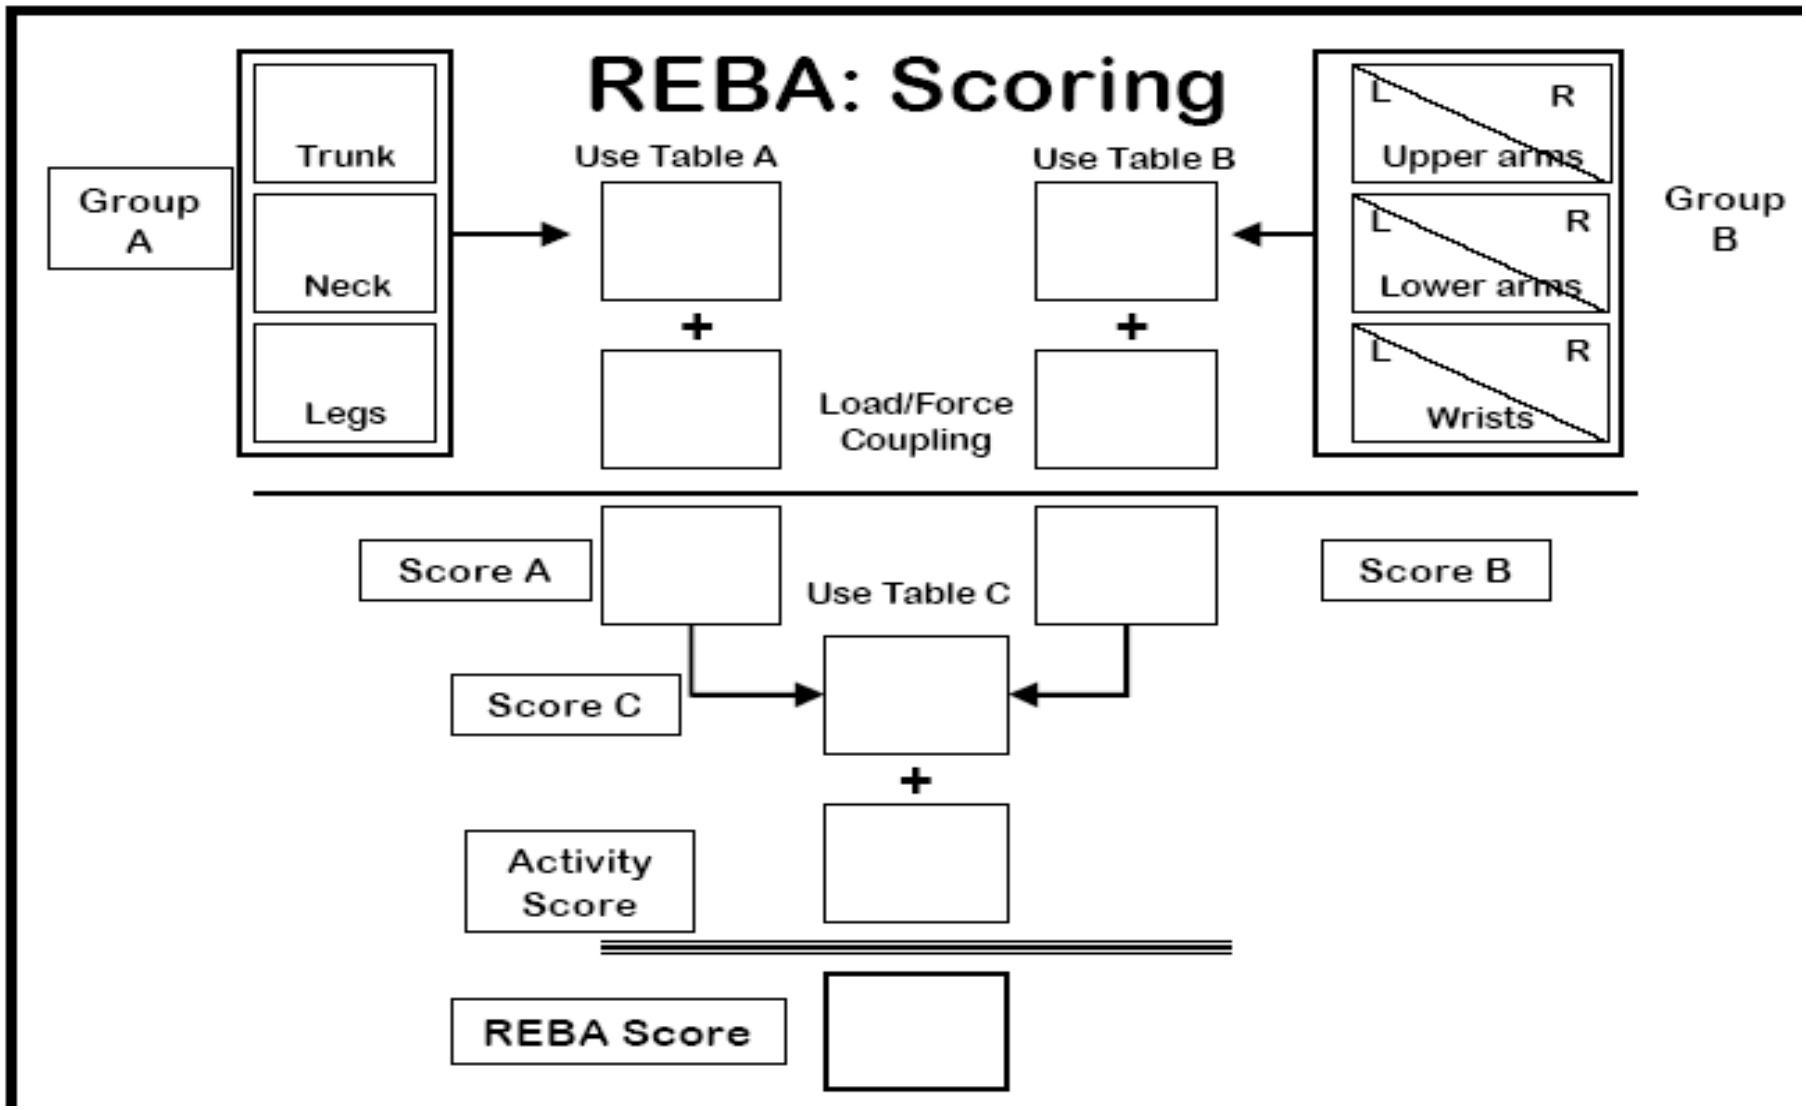 REBA: Scoring
Group
A
Trunk
Neck
Legs
Use Table A
Use Table B
L R
Upper arms
L R
Lower arms
L R
Wrists
Group
B
+
+
Load/Force
Coupling
Score A
Use Table C
Score B
Score C
+
Activity
Score
REBA Score